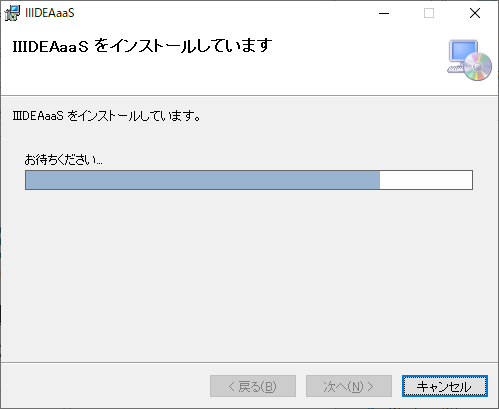 IIIDEAaaS
IIIDEAaaS をインストールしています
IIIDEAaaS をインストールしています。
お待ちください...
< 戻る(B)
次へ(N) >
キャンセル